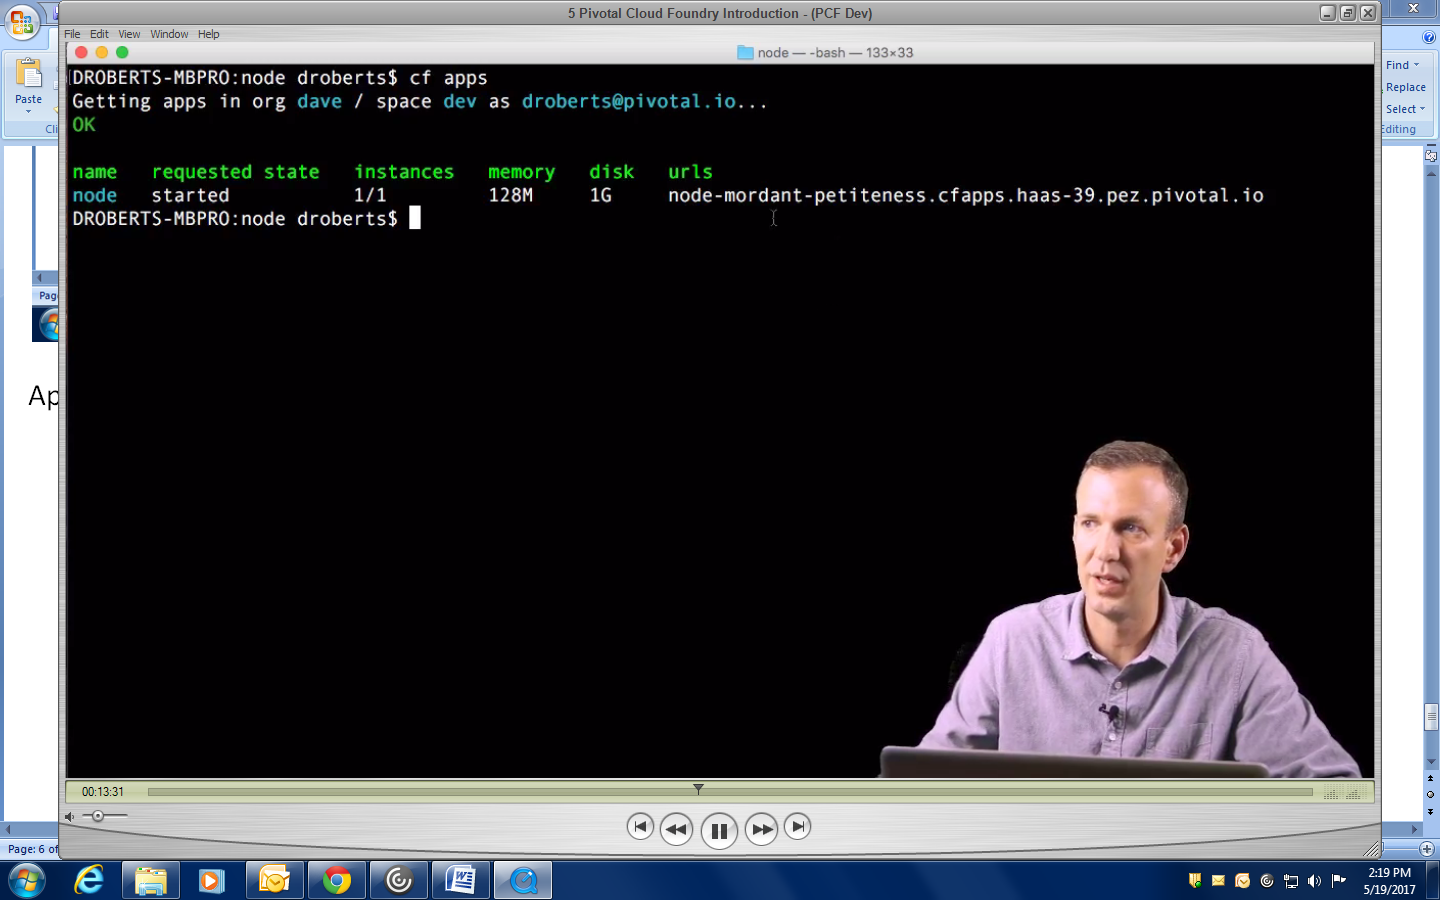 5 Pivotal Cloud Foundry Introduction - (PCF Dev)
File Edit View Window Help
node — -bash — 133×33
DROBERTS-MBPRO:node droberts$ cf apps
Getting apps in org dave / space dev as droberts@pivotal.io...
OK
name requested state instances memory disk urls
node started 1/1 128M 1G node-mordant-petiteness.cfapps.haas-39.pez.pivotal.io
DROBERTS-MBPRO:node droberts$
Paste
Find
Replace
Select
Editing
Ap
00:13:31
Page: 6 of
2:19 PM
5/19/2017